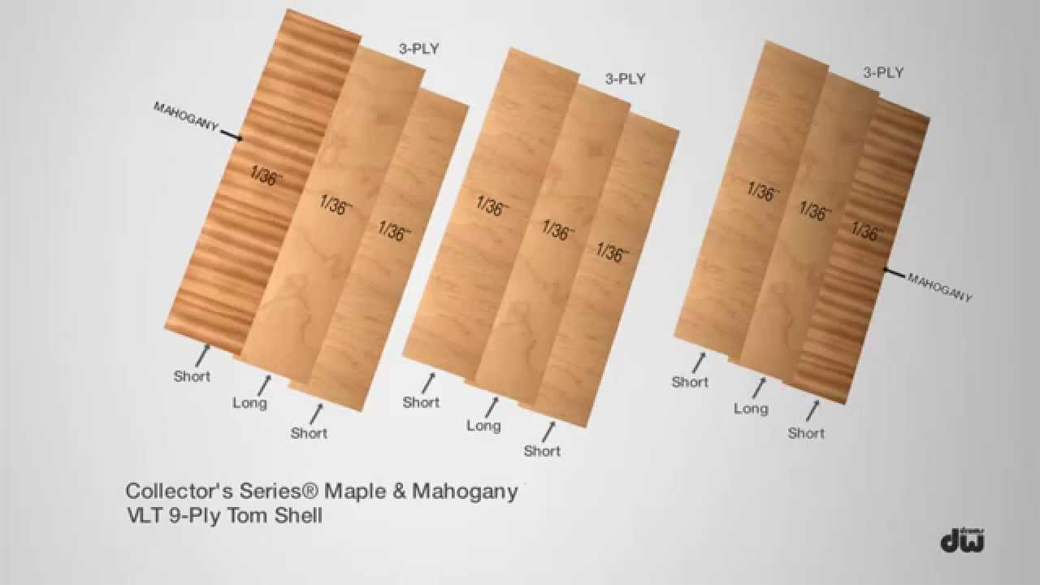 3-PLY
MAHOGANY
1/36"
1/36"
1/36"
Short
Long
Short
3-PLY
1/36"
1/36"
1/36"
Short
Long
Short
3-PLY
1/36"
1/36"
1/36"
MAHOGANY
Short
Long
Short
Collector's Series® Maple & Mahogany
VLT 9-Ply Tom Shell
drums
dw